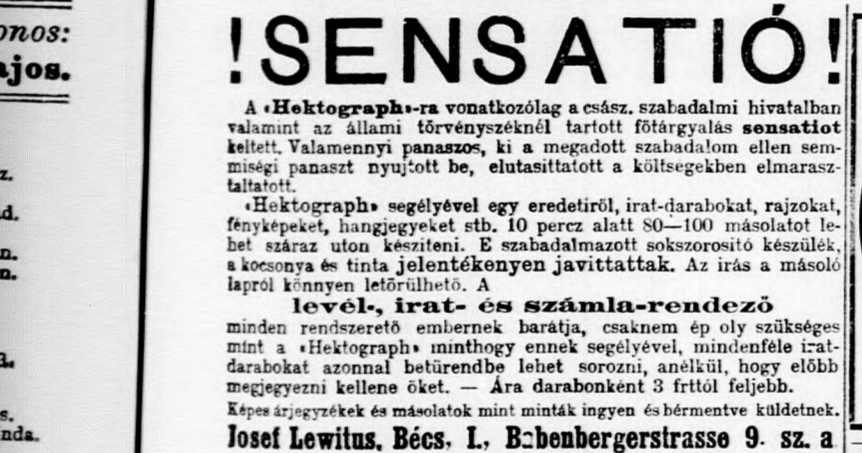 onos:
ajos.
z.
d.
n.
n.
a.
s.
nda.
!SENSATIÓ!
A «Hektograph»-ra vonatkozólag a csász. szabadalmi hivatalban
valamint az állami törvényszéknél tartott főtárgyalás sensatiot
keltett. Valamennyi panaszos, ki a megadott szabadalom ellen sem-
miségi panaszt nyujtott be, elutasittatott a költsegekben elmarasz-
taltatott.
«Hektograph» segélyével egy eredetiről, irat-darabokat, rajzokat,
fényképeket, hangjegyeket stb. 10 percz alatt 80—100 másolatot le-
het száraz uton késziteni. E szabadalmazott sokszorositó készülék,
a kocsonya és tinta jelentékenyen javittattak. Az irás a másoló
lapról könnyen letörülhető. A
levél-, irat- és számla-rendező
minden rendszerető embernek barátja, csaknem ép oly szükséges
mint a «Hektograph» minthogy ennek segélyével, mindenféle irat-
darabokat azonnal betürendbe lehet sorozni, anélkül, hogy előbb
megjegyezni kellene őket. — Ára darabonként 3 frttól feljebb.
Képes árjegyzékek és másolatok mint minták ingyen és bérmentve küldetnek.
Josef Lewitus, Bécs, I., Babenbergerstrasse 9. sz. a